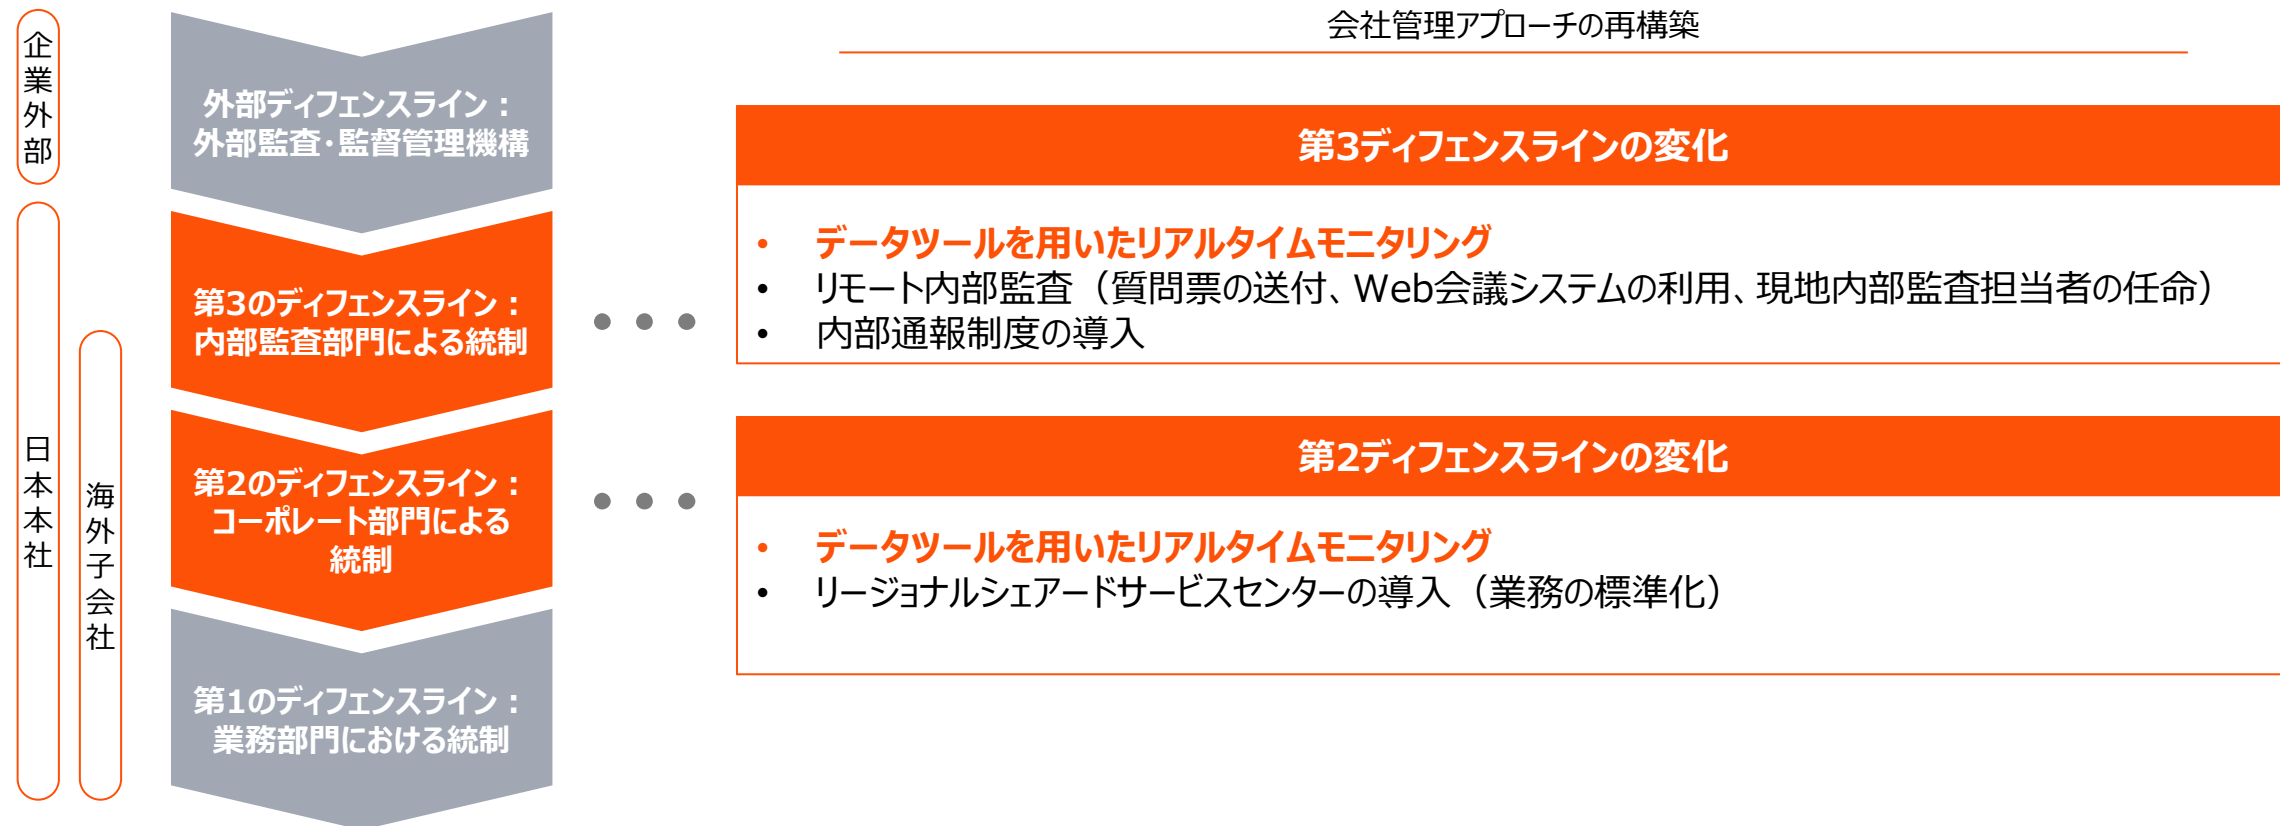 会社管理アプローチの再構築
企業外部
外部ディフェンスライン：
外部監査・監督管理機構
日本本社
海外子会社
第3のディフェンスライン：
内部監査部門による統制
第2のディフェンスライン：
コーポレート部門による
統制
第1のディフェンスライン：
業務部門における統制
第3ディフェンスラインの変化
• データツールを用いたリアルタイムモニタリング
• リモート内部監査（質問票の送付、Web会議システムの利用、現地内部監査担当者の任命）
• 内部通報制度の導入
第2ディフェンスラインの変化
• データツールを用いたリアルタイムモニタリング
• リージョナルシェアードサービスセンターの導入（業務の標準化）